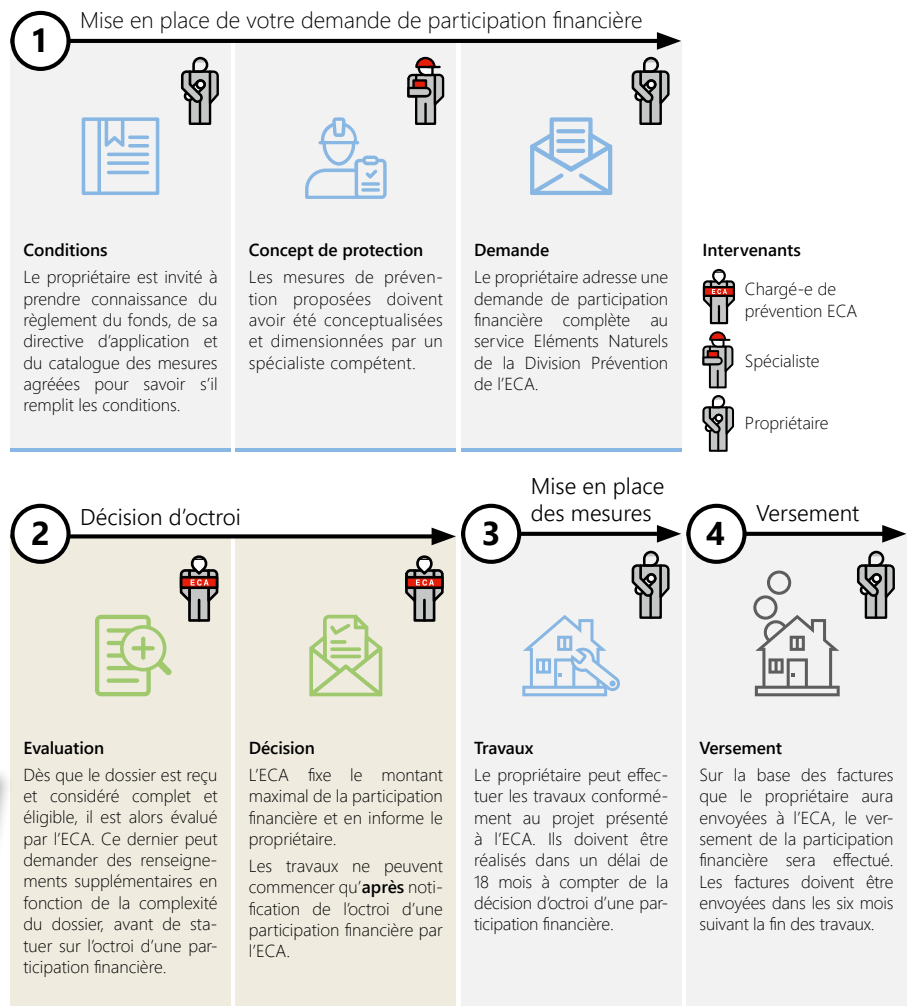 1
Mise en place de votre demande de participation financière
Conditions
Le propriétaire est invité à
prendre connaissance du
règlement du fonds, de sa
directive d'application et
du catalogue des mesures
agréées pour savoir s'il
remplit les conditions.
Concept de protection
Les mesures de préven-
tion proposées doivent
avoir été conceptualisées
et dimensionnées par un
spécialiste compétent.
Demande
Le propriétaire adresse une
demande de participation
financière complète au
service Eléments Naturels
de la Division Prévention
de l'ECA.
Intervenants
ECA
Chargé-e de
prévention ECA
Spécialiste
Propriétaire
2
Décision d'octroi
3
Mise en place
des mesures
4
Versement
ECA
ECA
Evaluation
Dès que le dossier est reçu
et considéré complet et
éligible, il est alors évalué
par l'ECA. Ce dernier peut
demander des renseigne-
ments supplémentaires en
fonction de la complexité
du dossier, avant de sta-
tuer sur l'octroi d'une par-
ticipation financière.
Décision
L'ECA fixe le montant
maximal de la participation
financière et en informe le
propriétaire.
Les travaux ne peuvent
commencer qu'après noti-
fication de l'octroi d'une
participation financière par
l'ECA.
Travaux
Le propriétaire peut effec-
tuer les travaux conformé-
ment au projet présenté
à l'ECA. Ils doivent être
réalisés dans un délai de
18 mois à compter de la
décision d'octroi d'une par-
ticipation financière.
Versement
Sur la base des factures
que le propriétaire aura
envoyées à l'ECA, le ver-
sement de la participation
financière sera effectué.
Les factures doivent être
envoyées dans les six mois
suivant la fin des travaux.